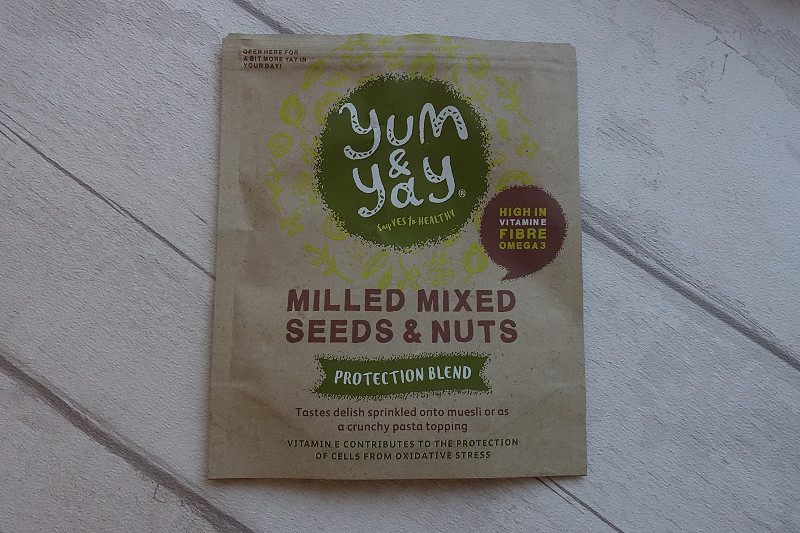 OPEN HERE FOR
A BIT MORE YAY IN
YOUR DAY!
yum
&
yay®
Say YES to HEALTHY
HIGH IN
VITAMIN E
FIBRE
OMEGA 3
MILLED MIXED
SEEDS & NUTS
PROTECTION BLEND
Tastes delish sprinkled onto muesli or as
a crunchy pasta topping
VITAMIN E CONTRIBUTES TO THE PROTECTION
OF CELLS FROM OXIDATIVE STRESS